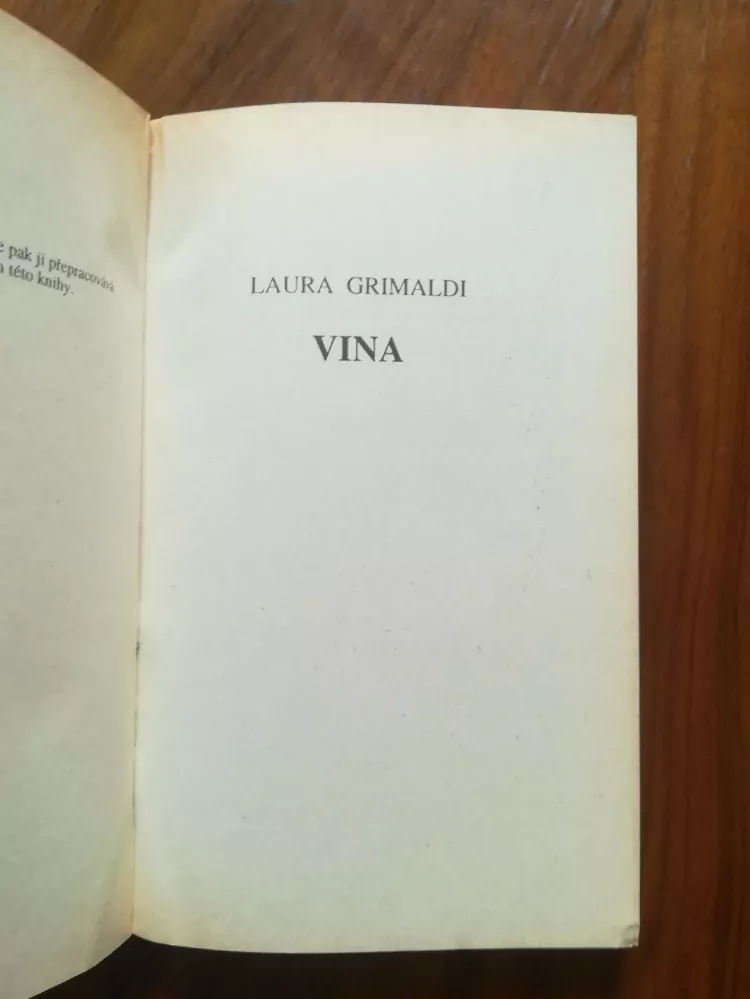 pak ji přepracovává
této knihy.
LAURA GRIMALDI
VINA